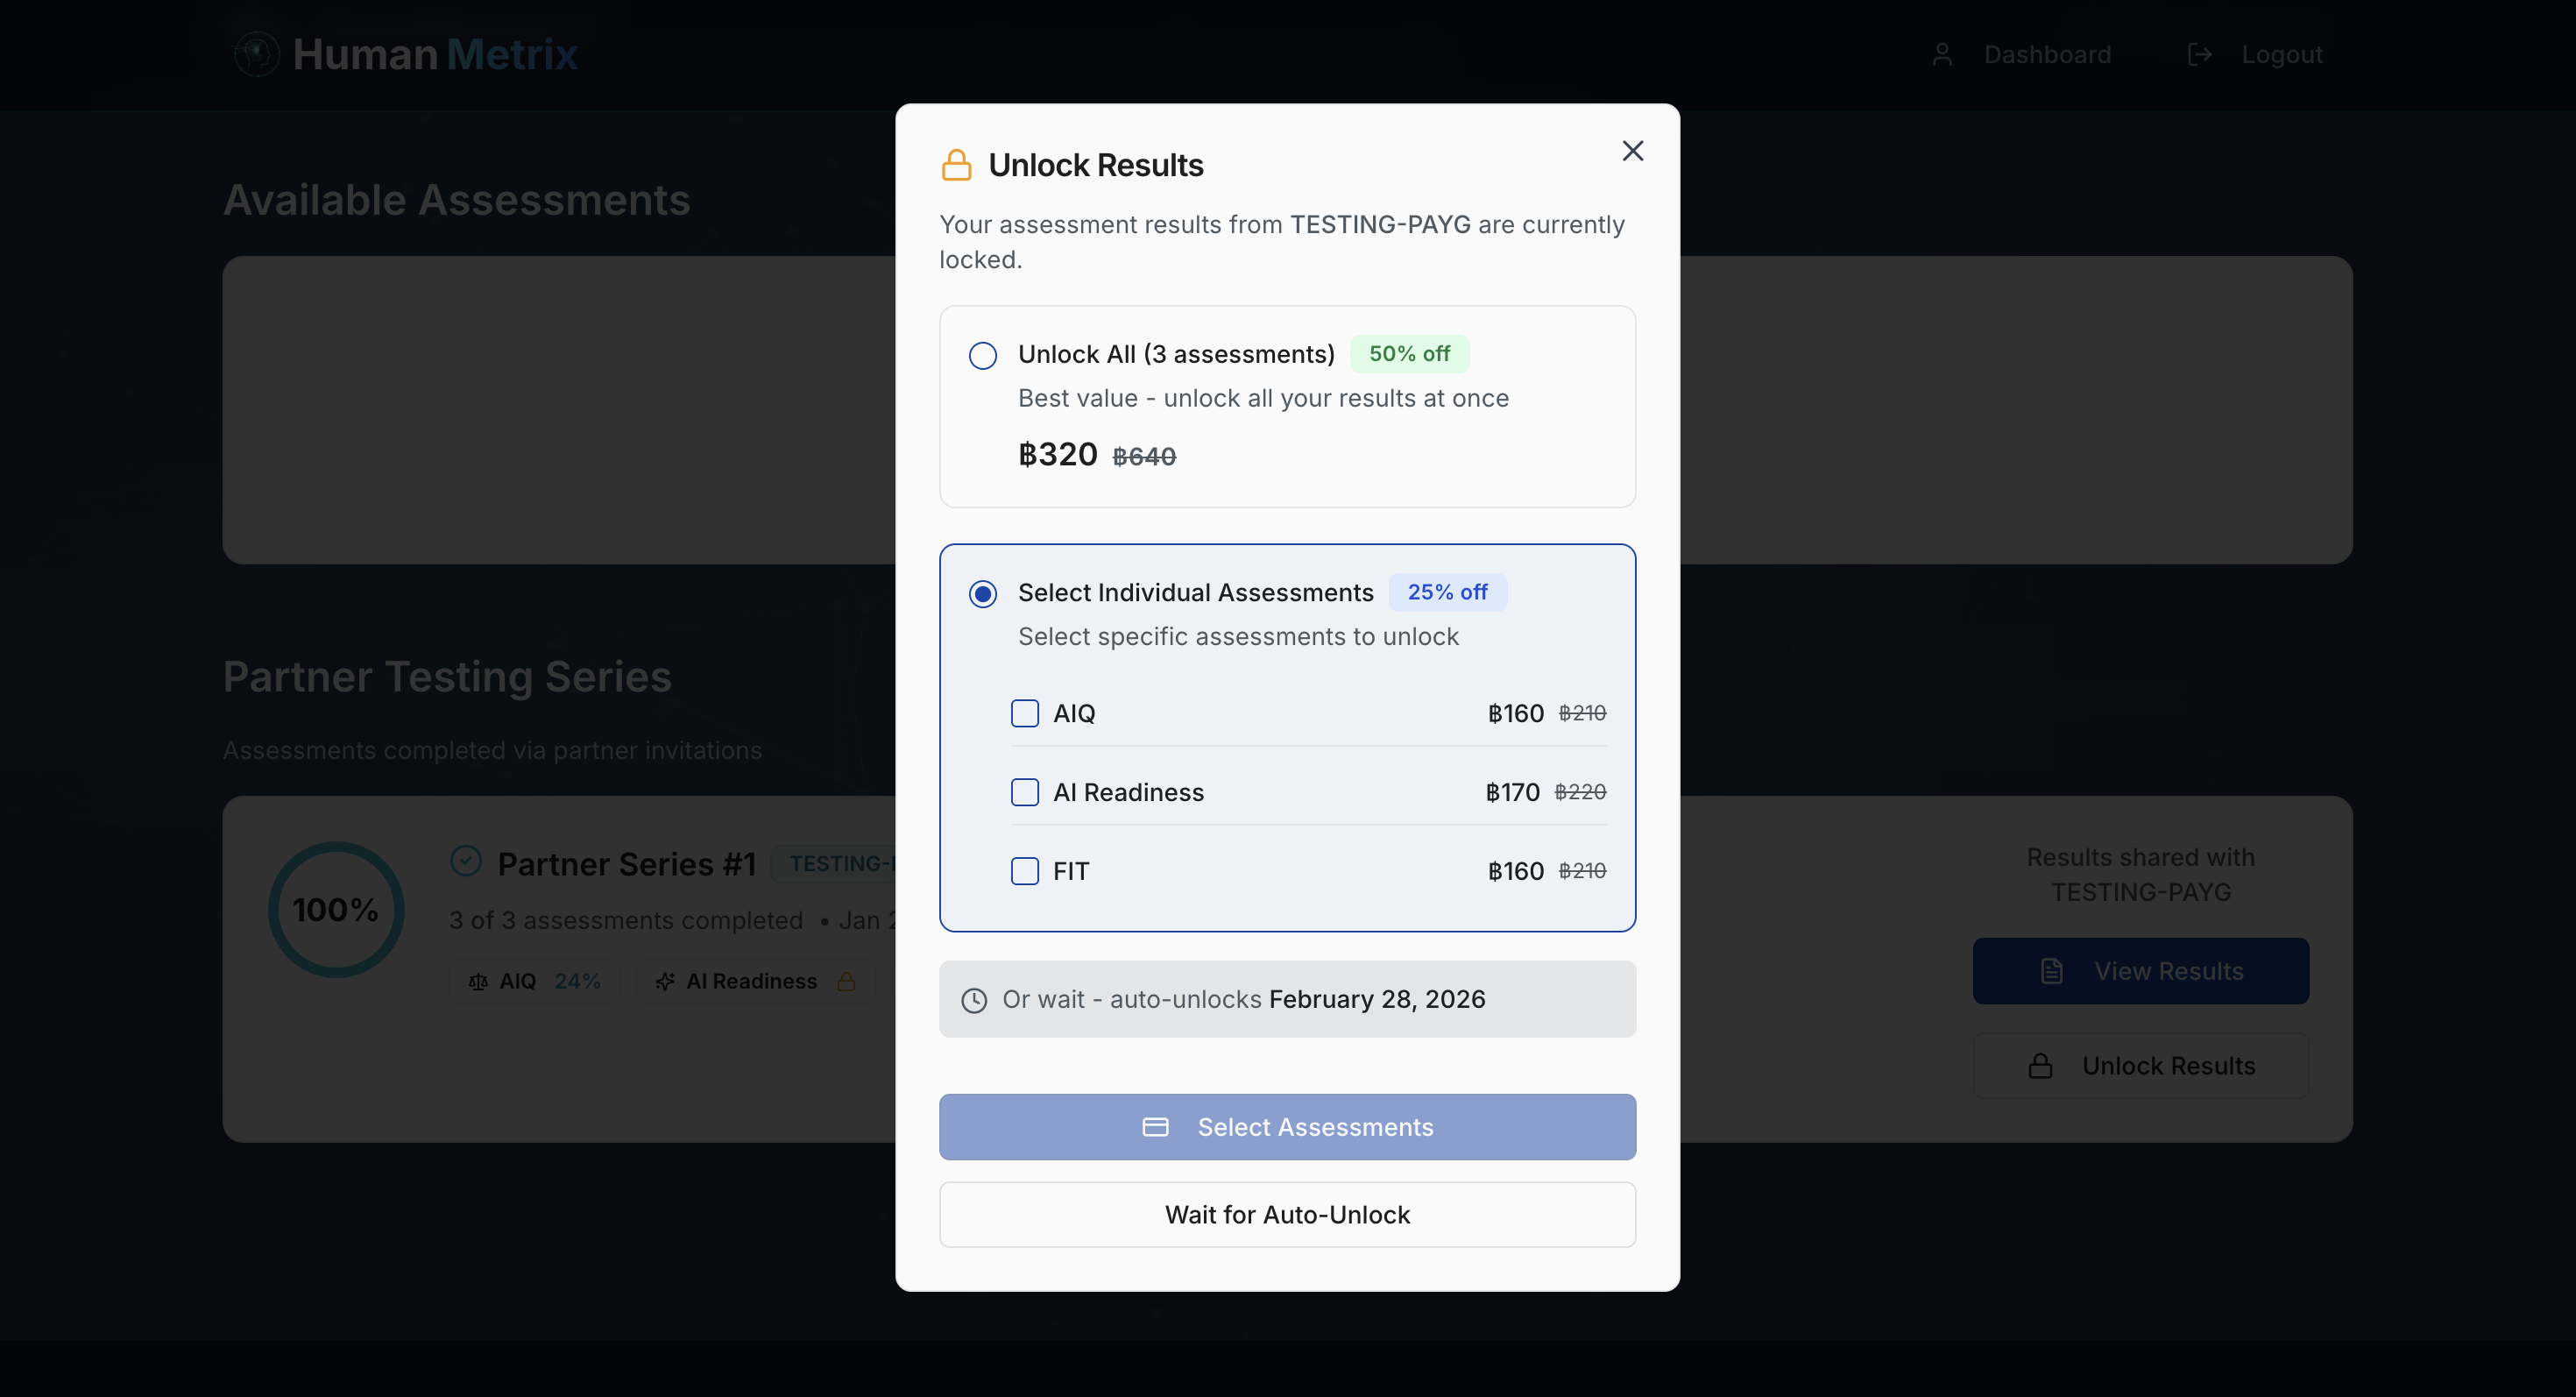 Human Metrix
Dashboard
Logout
Available Assessments
Partner Testing Series
Assessments completed via partner invitations
100%
Partner Series #1
3 of 3 assessments completed • Jan
AIQ 24%
AI Readiness
Results shared with
TESTING-PAYG
View Results
Unlock Results
Unlock Results
Your assessment results from TESTING-PAYG are currently
locked.
Unlock All (3 assessments) 50% off
Best value - unlock all your results at once
฿320 ฿640
Select Individual Assessments 25% off
Select specific assessments to unlock
AIQ ฿160 ฿210
AI Readiness ฿170 ฿220
FIT ฿160 ฿210
Or wait - auto-unlocks February 28, 2026
Select Assessments
Wait for Auto-Unlock